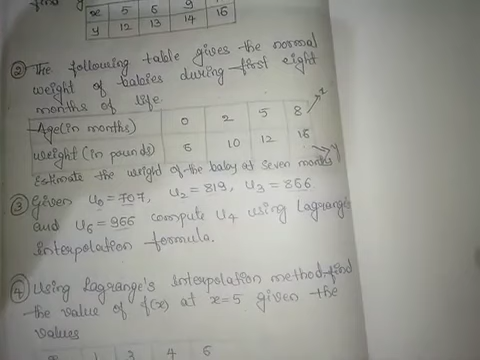 x 5 6 9 11
y 12 13 14 16
② The following table gives the normal
weight of babies during first eight
months of life.
Age (in months) 0 2 5 8 → x
weight (in pounds) 6 10 12 16 → y
Estimate the weight of the baby at seven months
③ Given u₀ = 707, u₂ = 819, u₃ = 866
and u₆ = 966 compute u₄ using Lagrange's
interpolation formula.
④ Using Lagrange's interpolation method find
the value of f(x) at x=5 given the
values
x 1 3 4 6